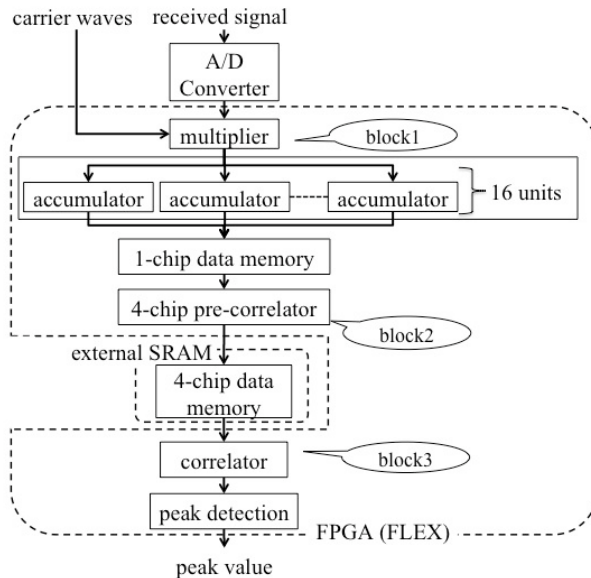 carrier waves
received signal
A/D
Converter
multiplier
block1
accumulator
accumulator
accumulator
16 units
1-chip data memory
4-chip pre-correlator
block2
external SRAM
4-chip data
memory
correlator
block3
peak detection
FPGA (FLEX)
peak value